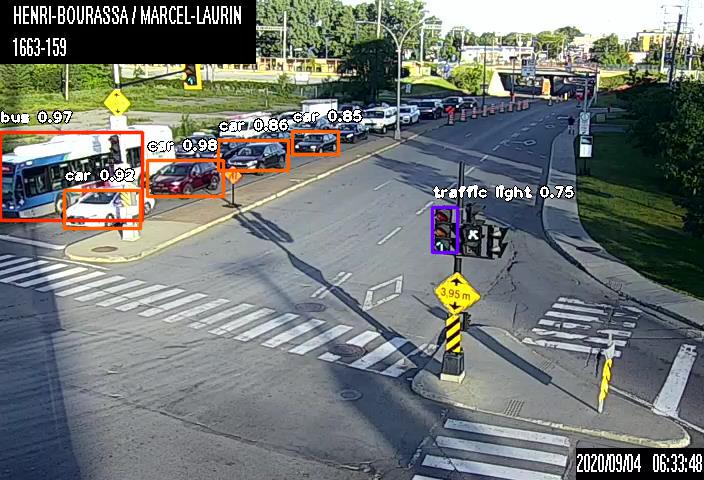 HENRI-BOURASSA / MARCEL-LAURIN
1663-159
bus 0.97
car 0.98
car 0.86
car 0.85
car 0.92
traffic light 0.75
3,95 m
2020/09/04 06:33:48